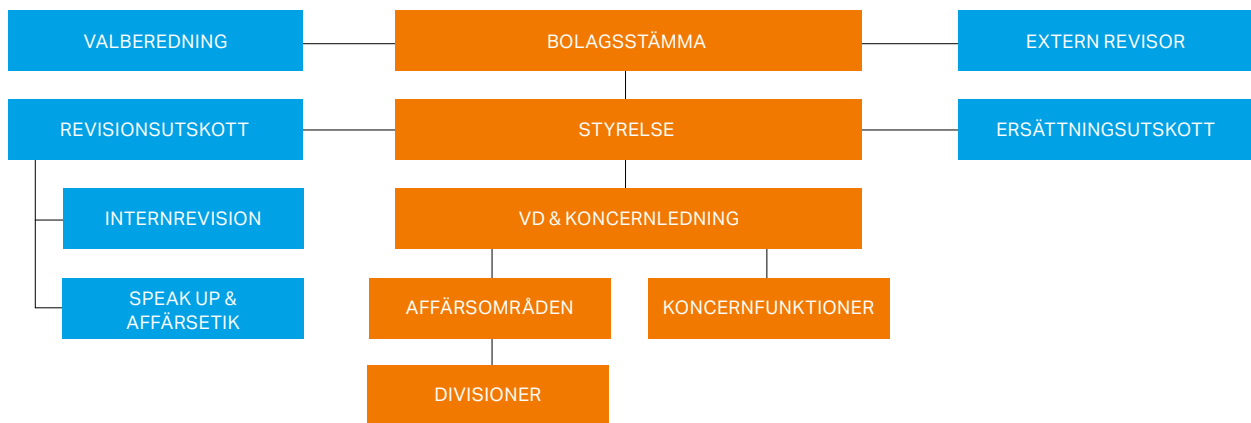 VALBEREDNING
BOLAGSSTÄMMA
EXTERN REVISOR
REVISIONSUTSKOTT
STYRELSE
ERSÄTTNINGSUTSKOTT
INTERNREVISION
VD & KONCERNLEDNING
SPEAK UP &
AFFÄRSETIK
AFFÄRSOMRÅDEN
KONCERNFUNKTIONER
DIVISIONER